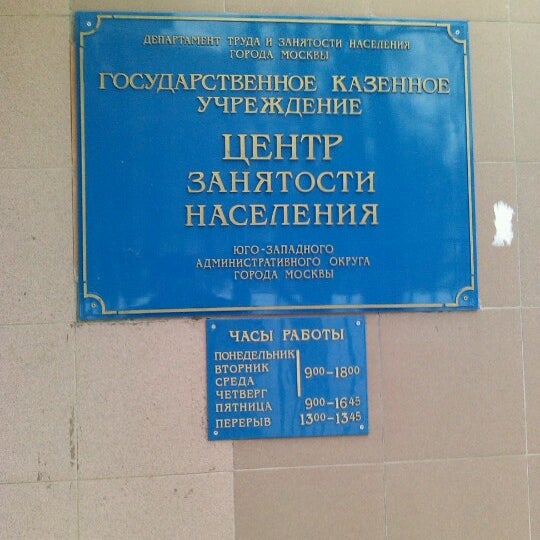 ДЕПАРТАМЕНТ ТРУДА И ЗАНЯТОСТИ НАСЕЛЕНИЯ
ГОРОДА МОСКВЫ
ГОСУДАРСТВЕННОЕ КАЗЕННОЕ
УЧРЕЖДЕНИЕ
ЦЕНТР
ЗАНЯТОСТИ
НАСЕЛЕНИЯ
ЮГО-ЗАПАДНОГО
АДМИНИСТРАТИВНОГО ОКРУГА
ГОРОДА МОСКВЫ
ЧАСЫ РАБОТЫ
ПОНЕДЕЛЬНИК
ВТОРНИК 9⁰⁰-18⁰⁰
СРЕДА
ЧЕТВЕРГ
ПЯТНИЦА 9⁰⁰-16⁴⁵
ПЕРЕРЫВ 13⁰⁰-13⁴⁵